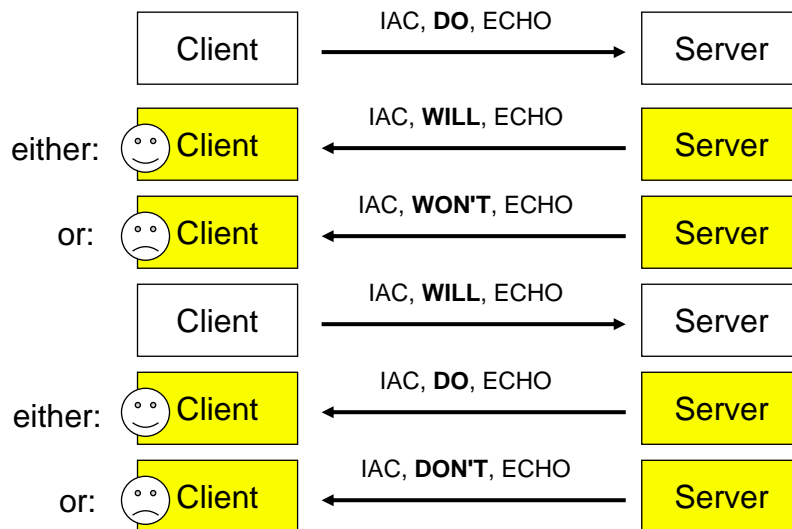 IAC, DO, ECHO
Client Server
IAC, WILL, ECHO
either: Client Server
IAC, WON'T, ECHO
or: Client Server
IAC, WILL, ECHO
Client Server
IAC, DO, ECHO
either: Client Server
IAC, DON'T, ECHO
or: Client Server